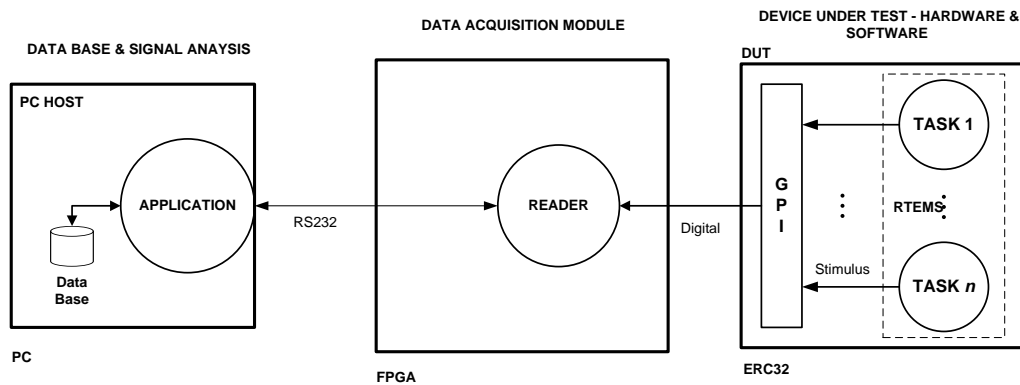 DATA BASE & SIGNAL ANAYSIS
PC HOST
APPLICATION
Data
Base
PC
RS232
DATA ACQUISITION MODULE
READER
FPGA
Digital
DEVICE UNDER TEST - HARDWARE &
SOFTWARE
DUT
G
P
I
TASK 1
RTEMS
Stimulus
TASK n
ERC32